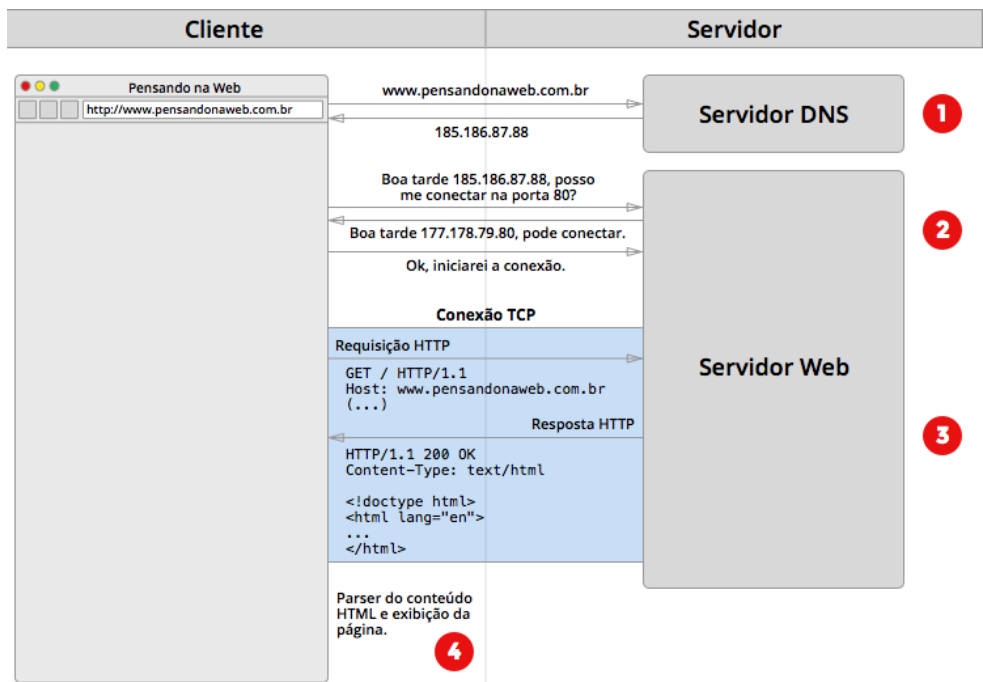 Cliente
Servidor
Pensando na Web
http://www.pensandonaweb.com.br
www.pensandonaweb.com.br
185.186.87.88
Servidor DNS
1
Boa tarde 185.186.87.88, posso
me conectar na porta 80?
Boa tarde 177.178.79.80, pode conectar.
Ok, iniciarei a conexão.
2
Conexão TCP
Requisição HTTP
GET / HTTP/1.1
Host: www.pensandonaweb.com.br
(...)
Resposta HTTP
HTTP/1.1 200 OK
Content-Type: text/html
<!doctype html>
<html lang="en">
...
</html>
Servidor Web
3
Parser do conteúdo
HTML e exibição da
página.
4